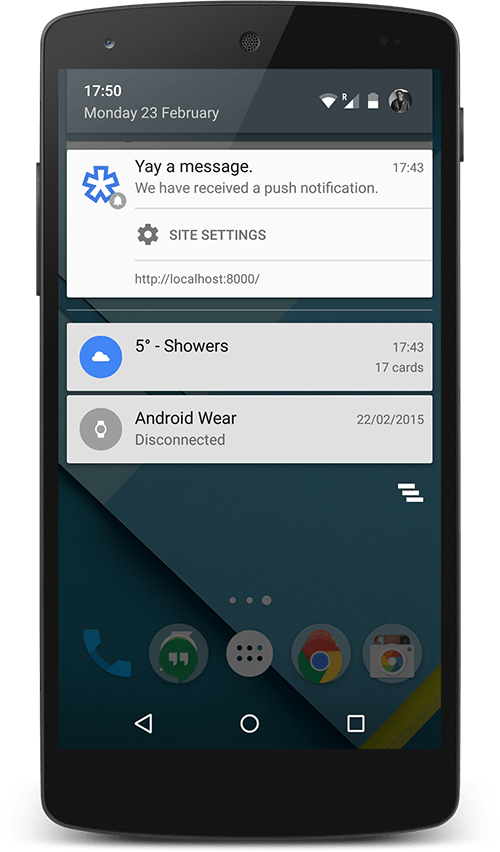 17:50
Monday 23 February
R
Yay a message.
17:43
We have received a push notification.
SITE SETTINGS
http://localhost:8000/
5° - Showers
17:43
17 cards
Android Wear
22/02/2015
Disconnected